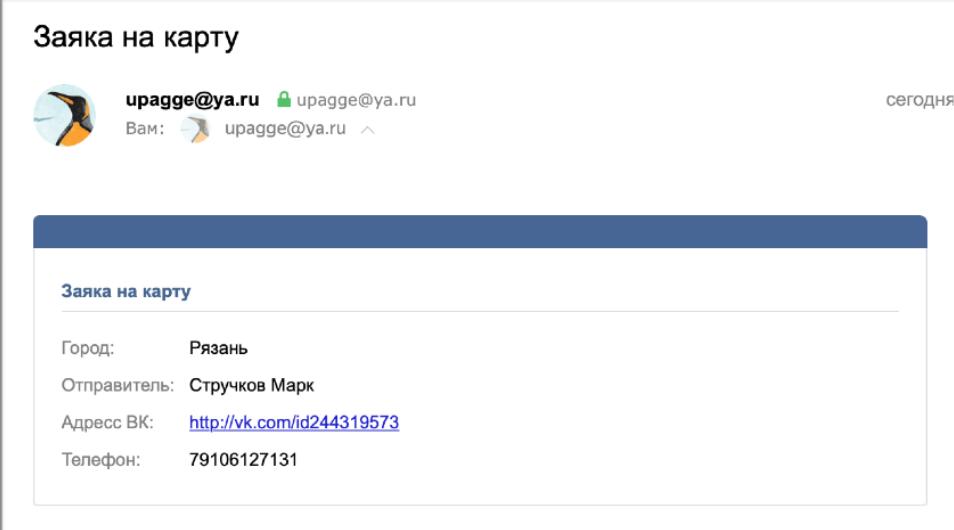 Заяка на карту
upagge@ya.ru upagge@ya.ru
сегодня
Вам: upagge@ya.ru
Заяка на карту
Город: Рязань
Отправитель: Стручков Марк
Адресс ВК: http://vk.com/id244319573
Телефон: 79106127131